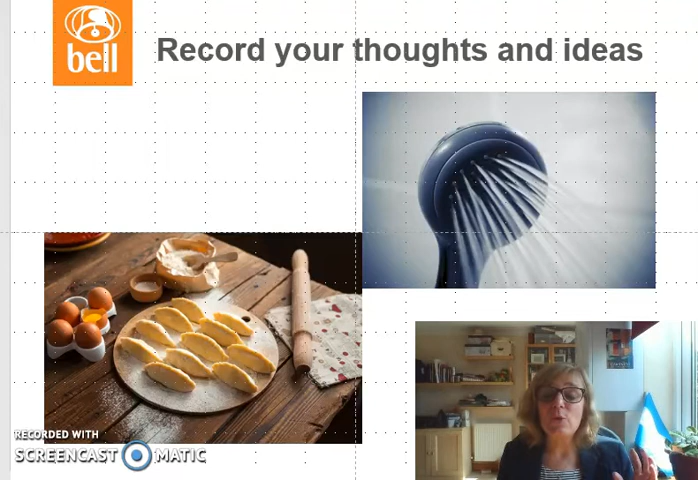 bell
Record your thoughts and ideas
RECORDED WITH
SCREENCAST MATIC